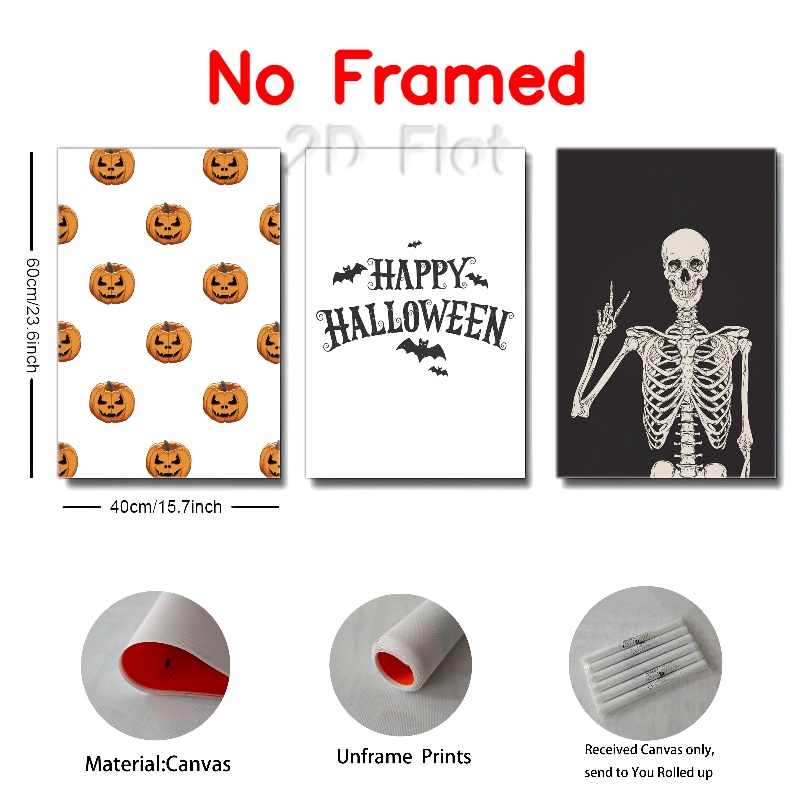 No Framed
2D Flat
HAPPY
HALLOWEEN
60cm/23.6inch
40cm/15.7inch
Material:Canvas
Unframe Prints
Received Canvas only,
send to You Rolled up